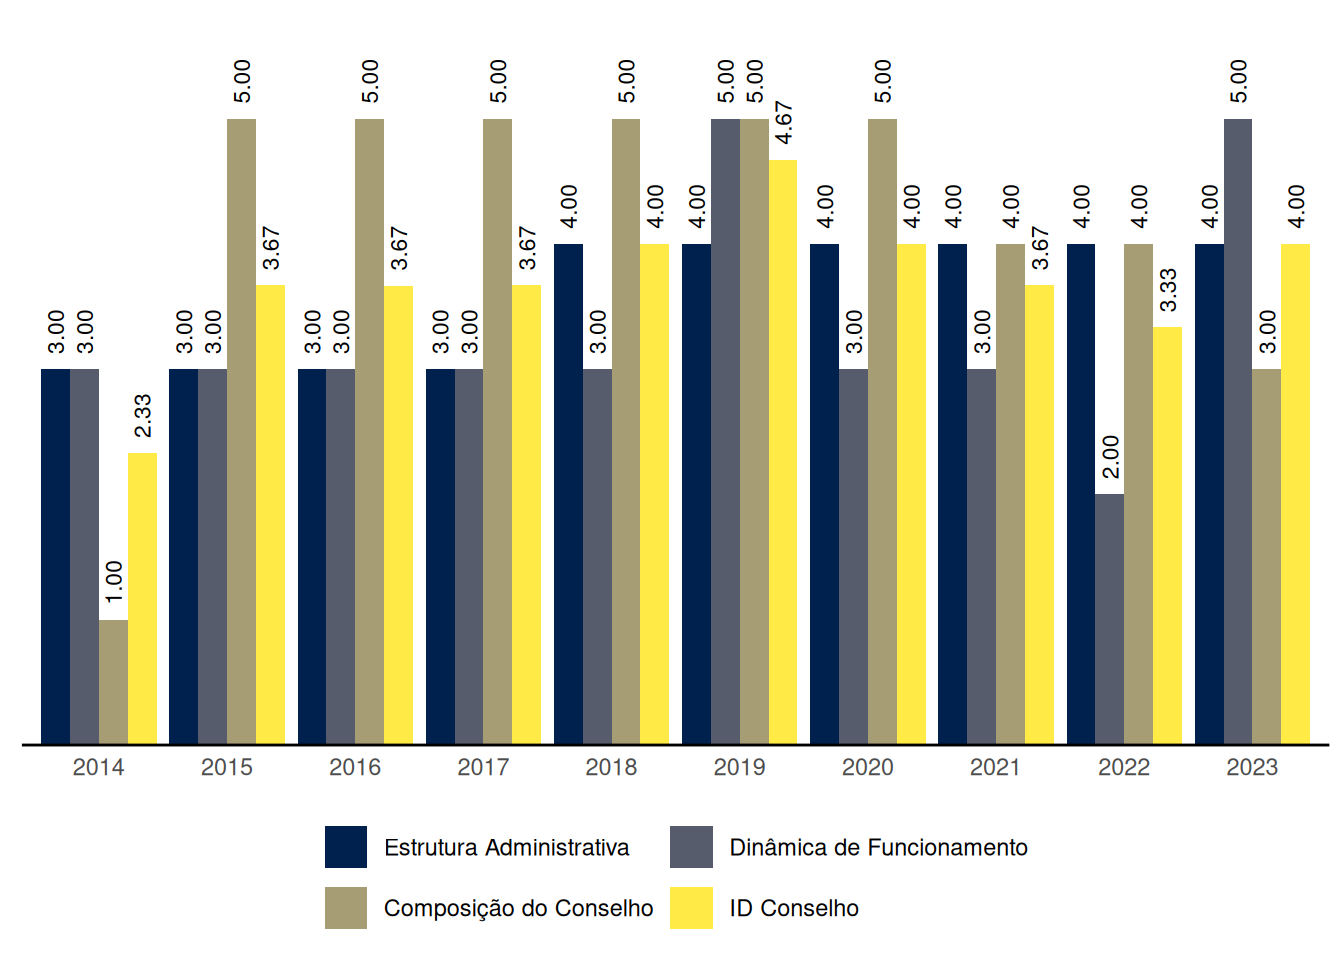 3.00 3.00 1.00 2.33
3.00 3.00 5.00 3.67
3.00 3.00 5.00 3.67
3.00 3.00 5.00 3.67
4.00 3.00 5.00 4.00
4.00 5.00 5.00 4.67
4.00 3.00 5.00 4.00
4.00 3.00 4.00 3.67
4.00 2.00 4.00 3.33
4.00 5.00 3.00 4.00
2014 2015 2016 2017 2018 2019 2020 2021 2022 2023
Estrutura Administrativa Dinâmica de Funcionamento
Composição do Conselho ID Conselho